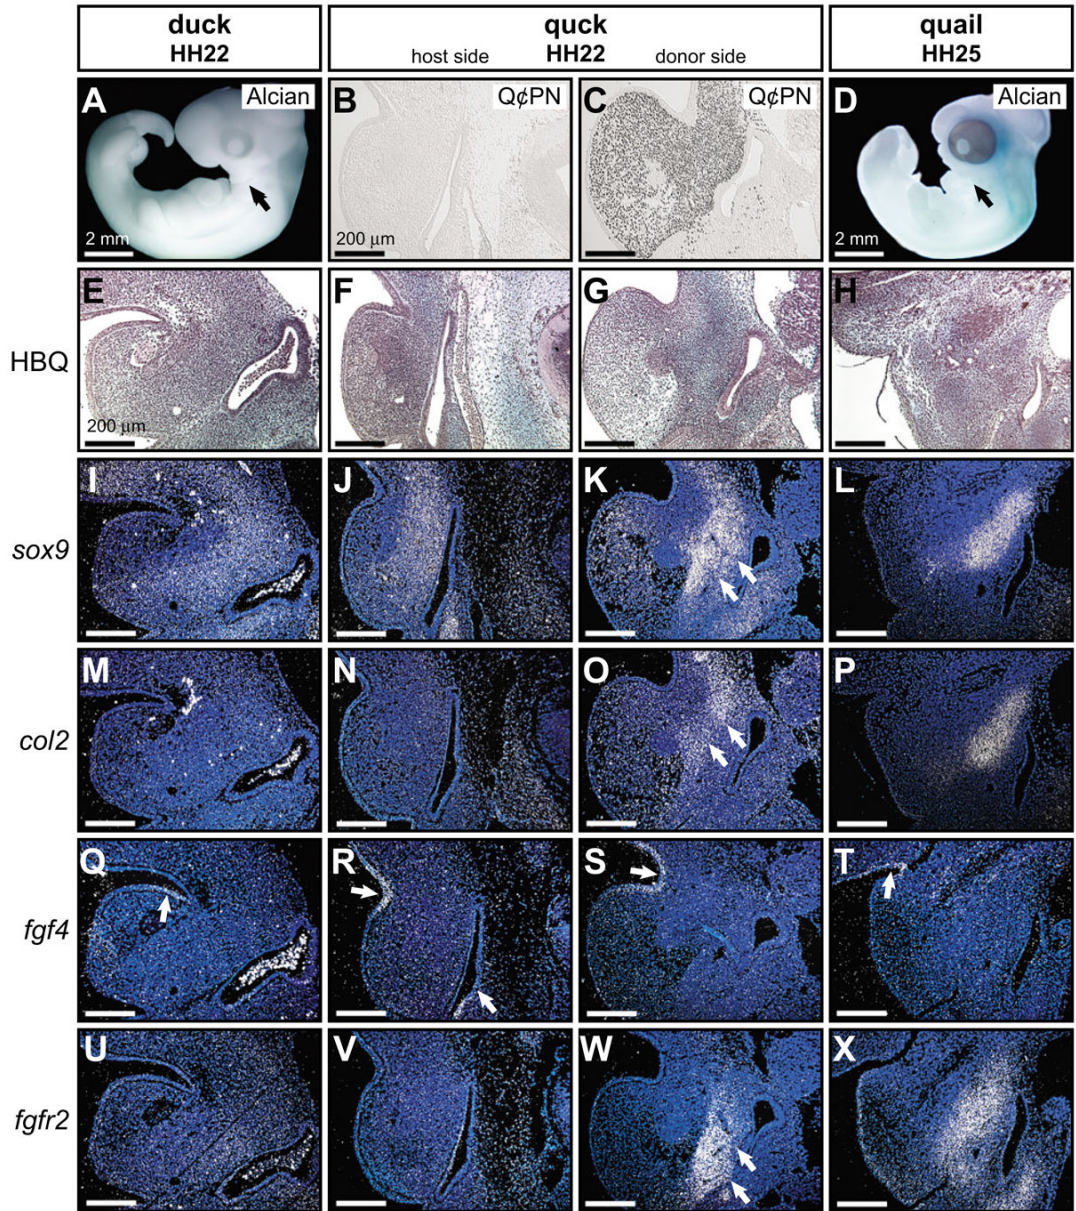 duck
HH22
quck
host side HH22 donor side
quail
HH25
A Alcian
2 mm
B Q¢PN
200 µm
C Q¢PN
D Alcian
2 mm
HBQ
E
200 µm
F
G
H
sox9
I
J
K
L
col2
M
N
O
P
fgf4
Q
R
S
T
fgfr2
U
V
W
X